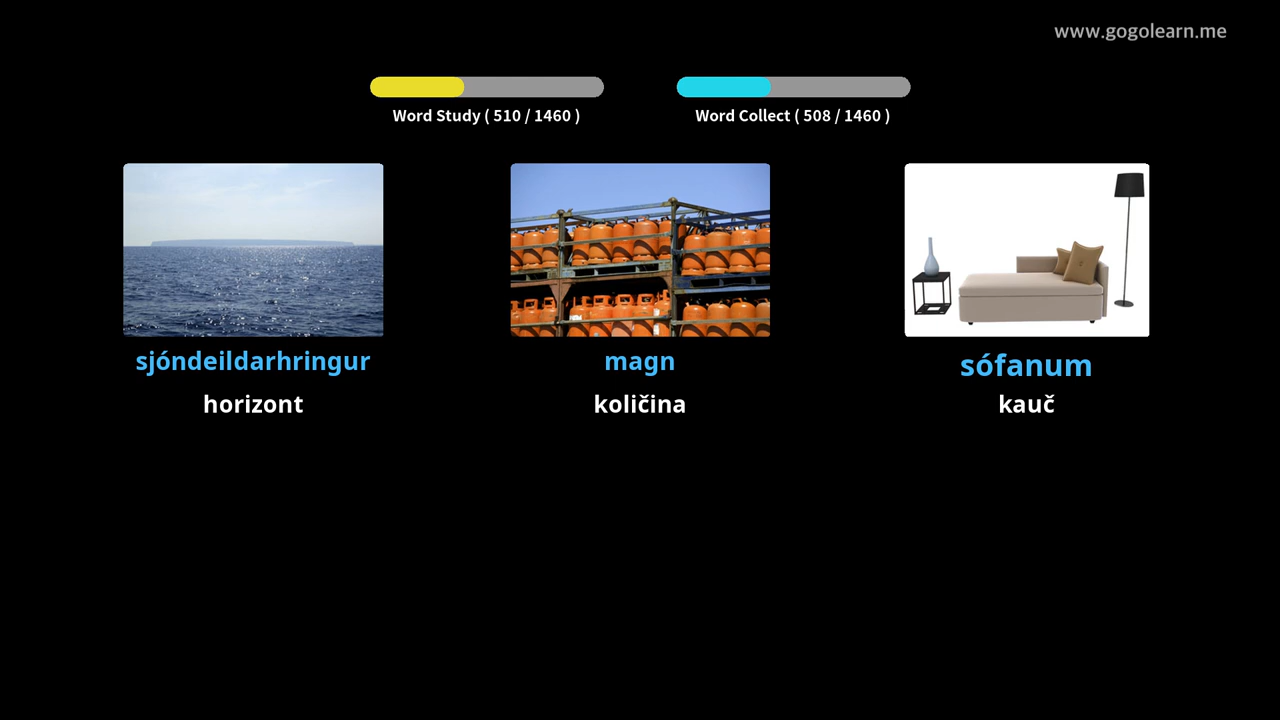 www.gogolearn.me
Word Study ( 510 / 1460 )
Word Collect ( 508 / 1460 )
sjóndeildarhringur
magn
sófanum
horizont
količina
kauč